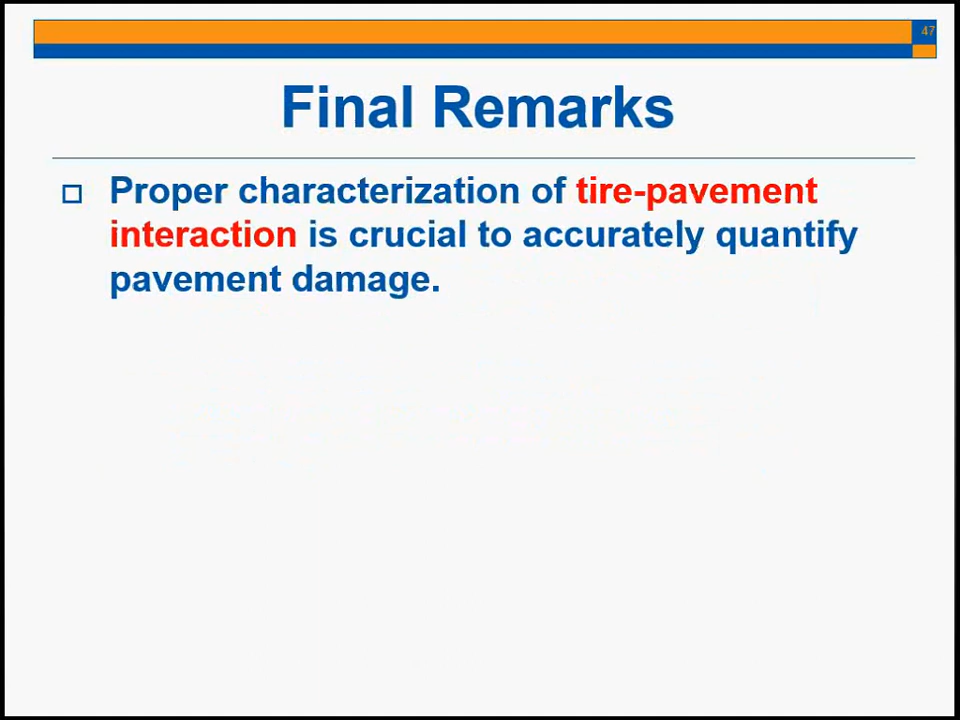 47
Final Remarks
Proper characterization of tire-pavement
interaction is crucial to accurately quantify
pavement damage.